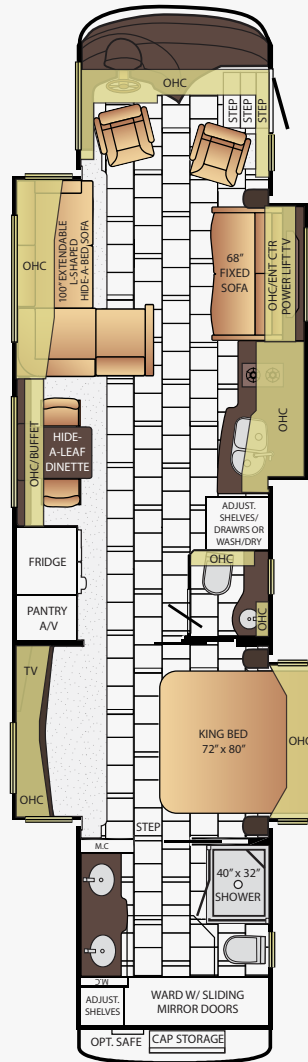 OHC
STEP
STEP
STEP
OHC
100" EXTENDABLE
L-SHAPED
HIDE-A-BED SOFA
68"
FIXED
SOFA
OHC/ENT CTR
POWER LIFT TV
OHC
OHC/BUFFET
HIDE-
A-LEAF
DINETTE
ADJUST.
SHELVES/
DRAWRS OR
WASH/DRY
FRIDGE
OHC
PANTRY
A/V
OHC
TV
KING BED
72" x 80"
OHC
OHC
STEP
M.C
40" x 32"
SHOWER
M.C
ADJUST.
SHELVES
WARD W/ SLIDING
MIRROR DOORS
OPT. SAFE
CAP STORAGE